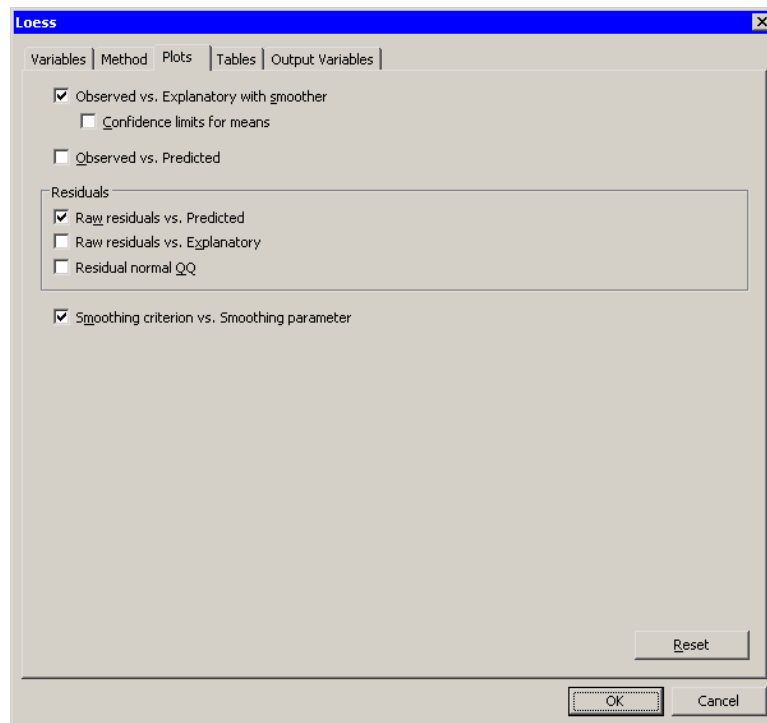 Loess
Variables Method Plots Tables Output Variables
Observed vs. Explanatory with smoother
Confidence limits for means
Observed vs. Predicted
Residuals
Raw residuals vs. Predicted
Raw residuals vs. Explanatory
Residual normal QQ
Smoothing criterion vs. Smoothing parameter
Reset
OK Cancel